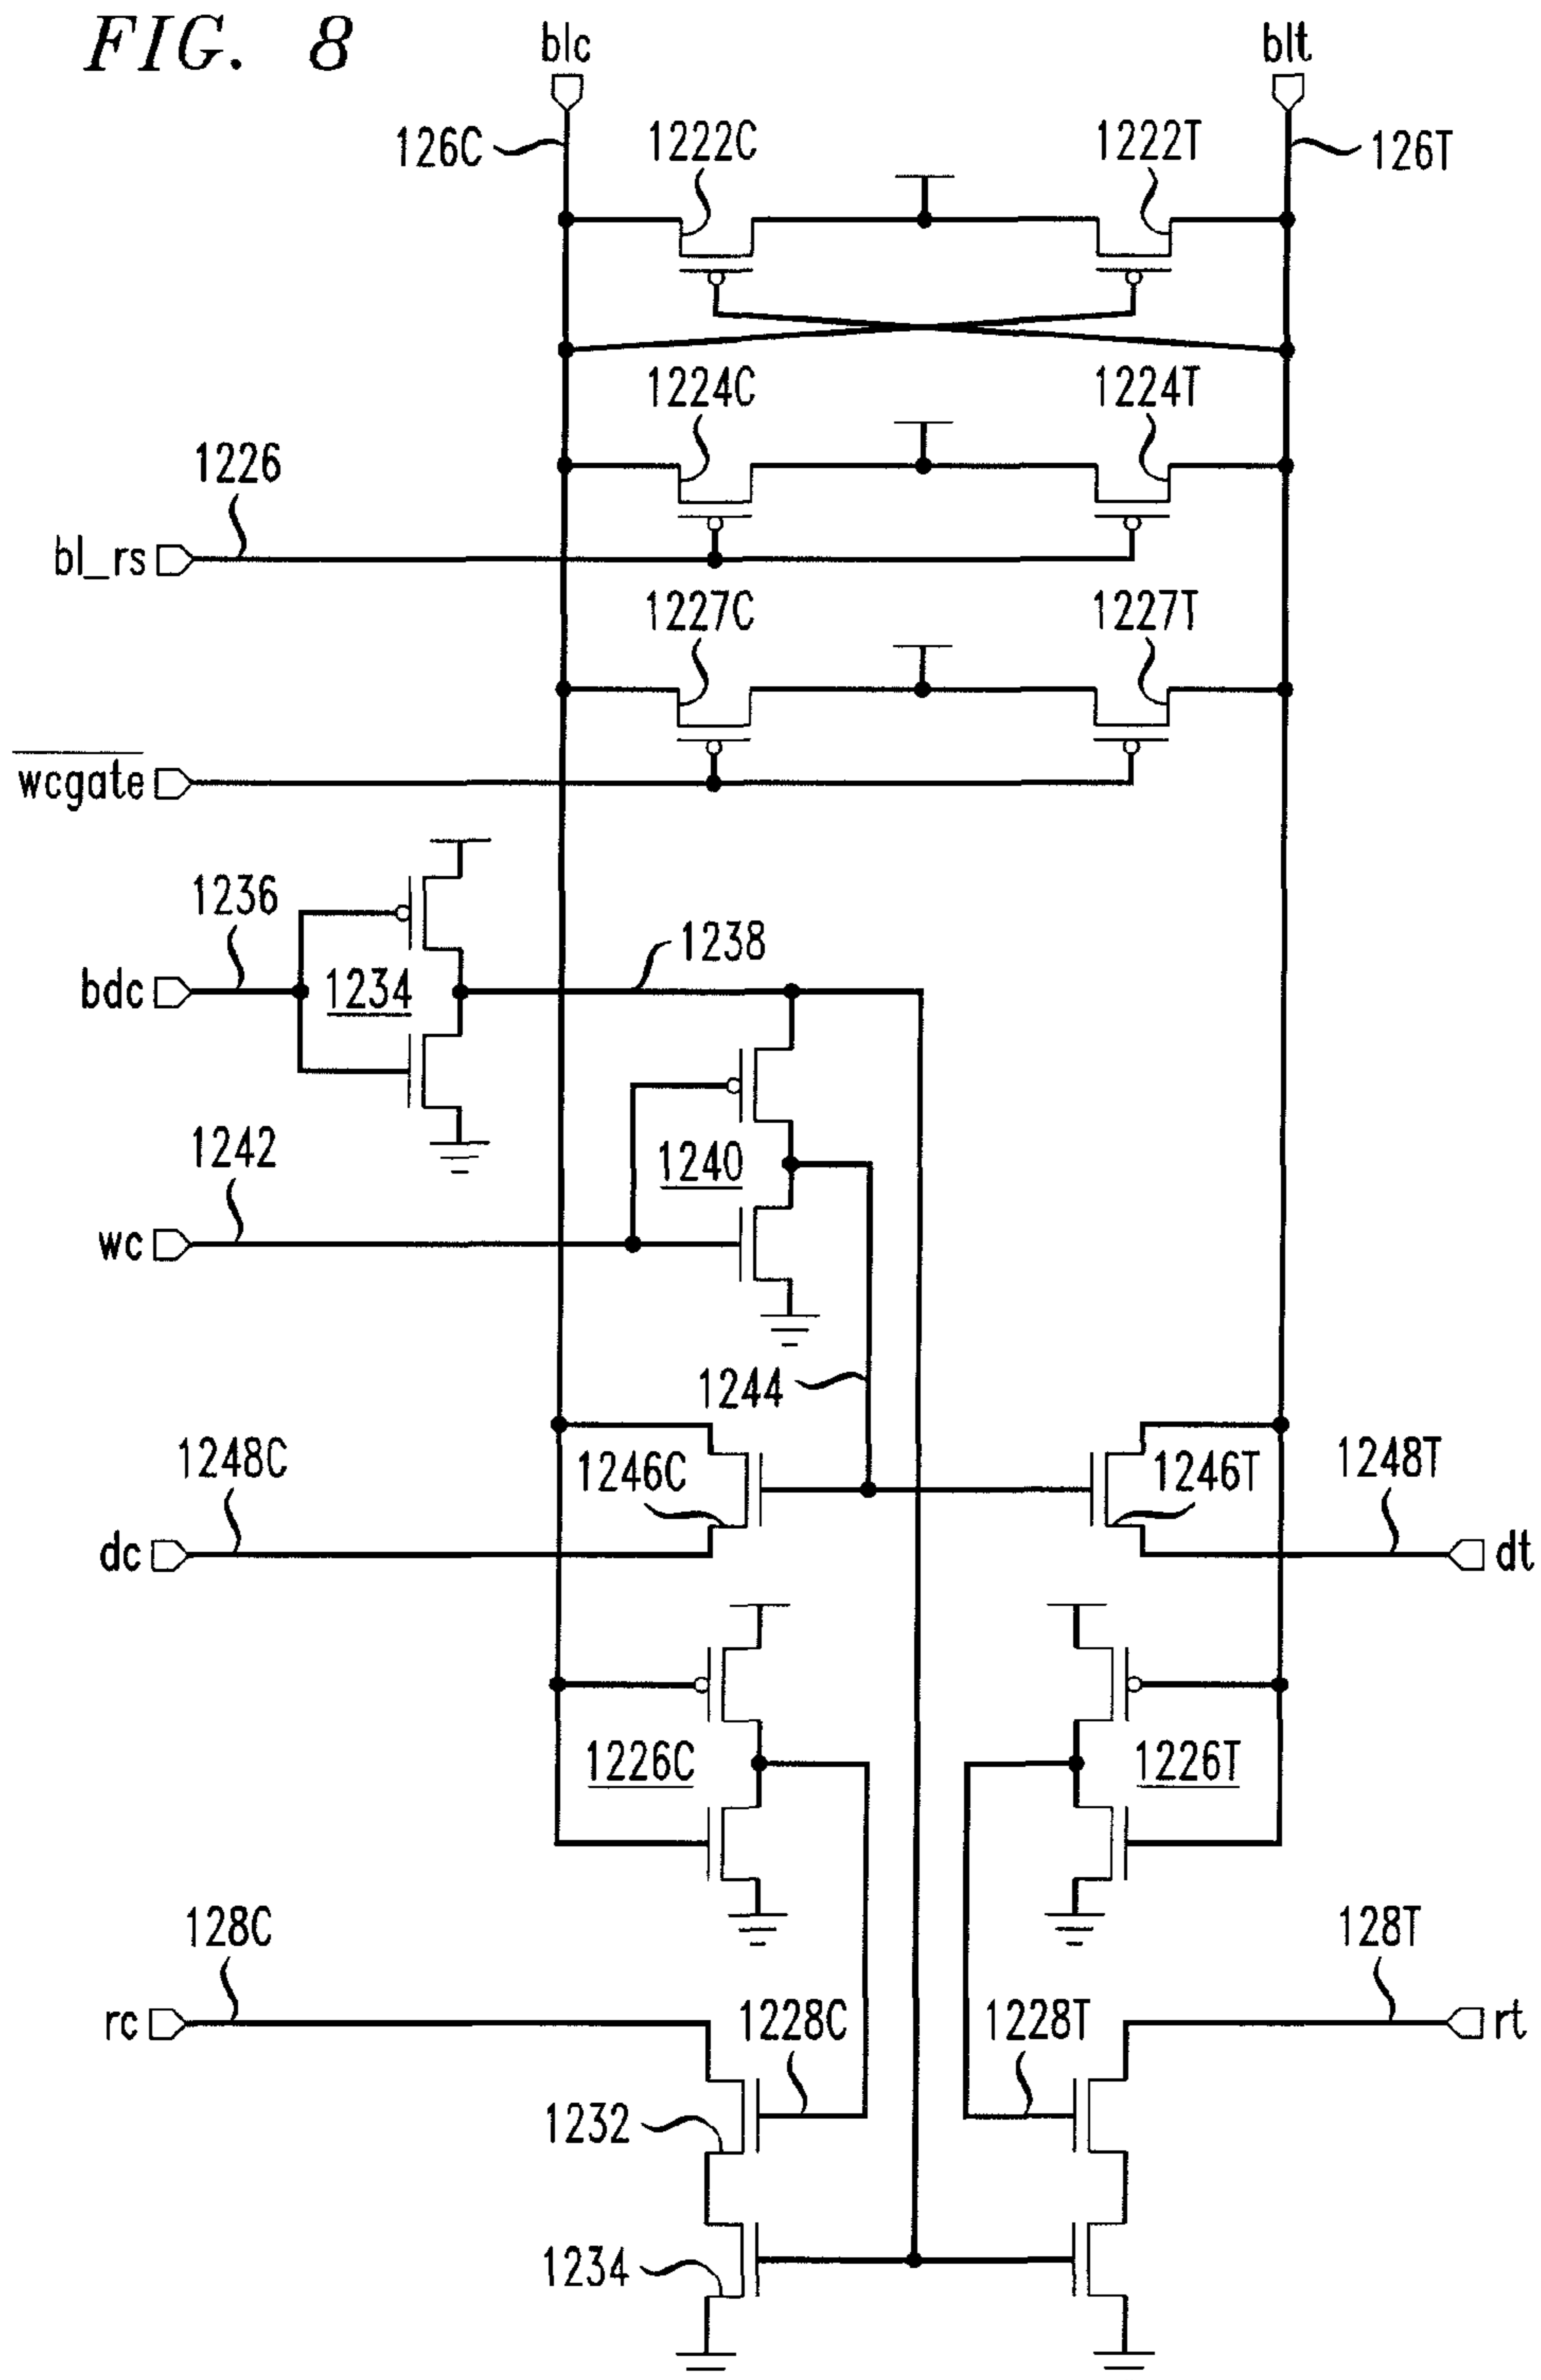 FIG. 8
blc
blt
126C
1222C
1222T
126T
1224C
1224T
1226
bl_rs
1227C
1227T
wcgate
1236
1238
bdc
1234
1242
1240
wc
1244
1248C
1246C
1246T
1248T
dc
dt
1226C
1226T
128C
128T
rc
1228C
1228T
rt
1232
1234